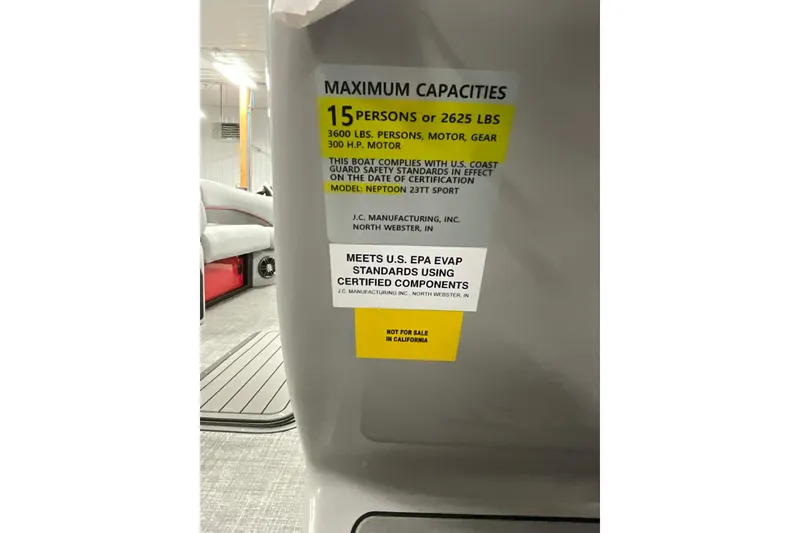 MAXIMUM CAPACITIES
15 PERSONS or 2625 LBS
3600 LBS. PERSONS, MOTOR, GEAR
300 H.P. MOTOR
THIS BOAT COMPLIES WITH U.S. COAST
GUARD SAFETY STANDARDS IN EFFECT
ON THE DATE OF CERTIFICATION
MODEL: NEPTOON 23TT SPORT
J.C. MANUFACTURING, INC.
NORTH WEBSTER, IN
MEETS U.S. EPA EVAP
STANDARDS USING
CERTIFIED COMPONENTS
J.C. MANUFACTURING INC., NORTH WEBSTER, IN
NOT FOR SALE
IN CALIFORNIA